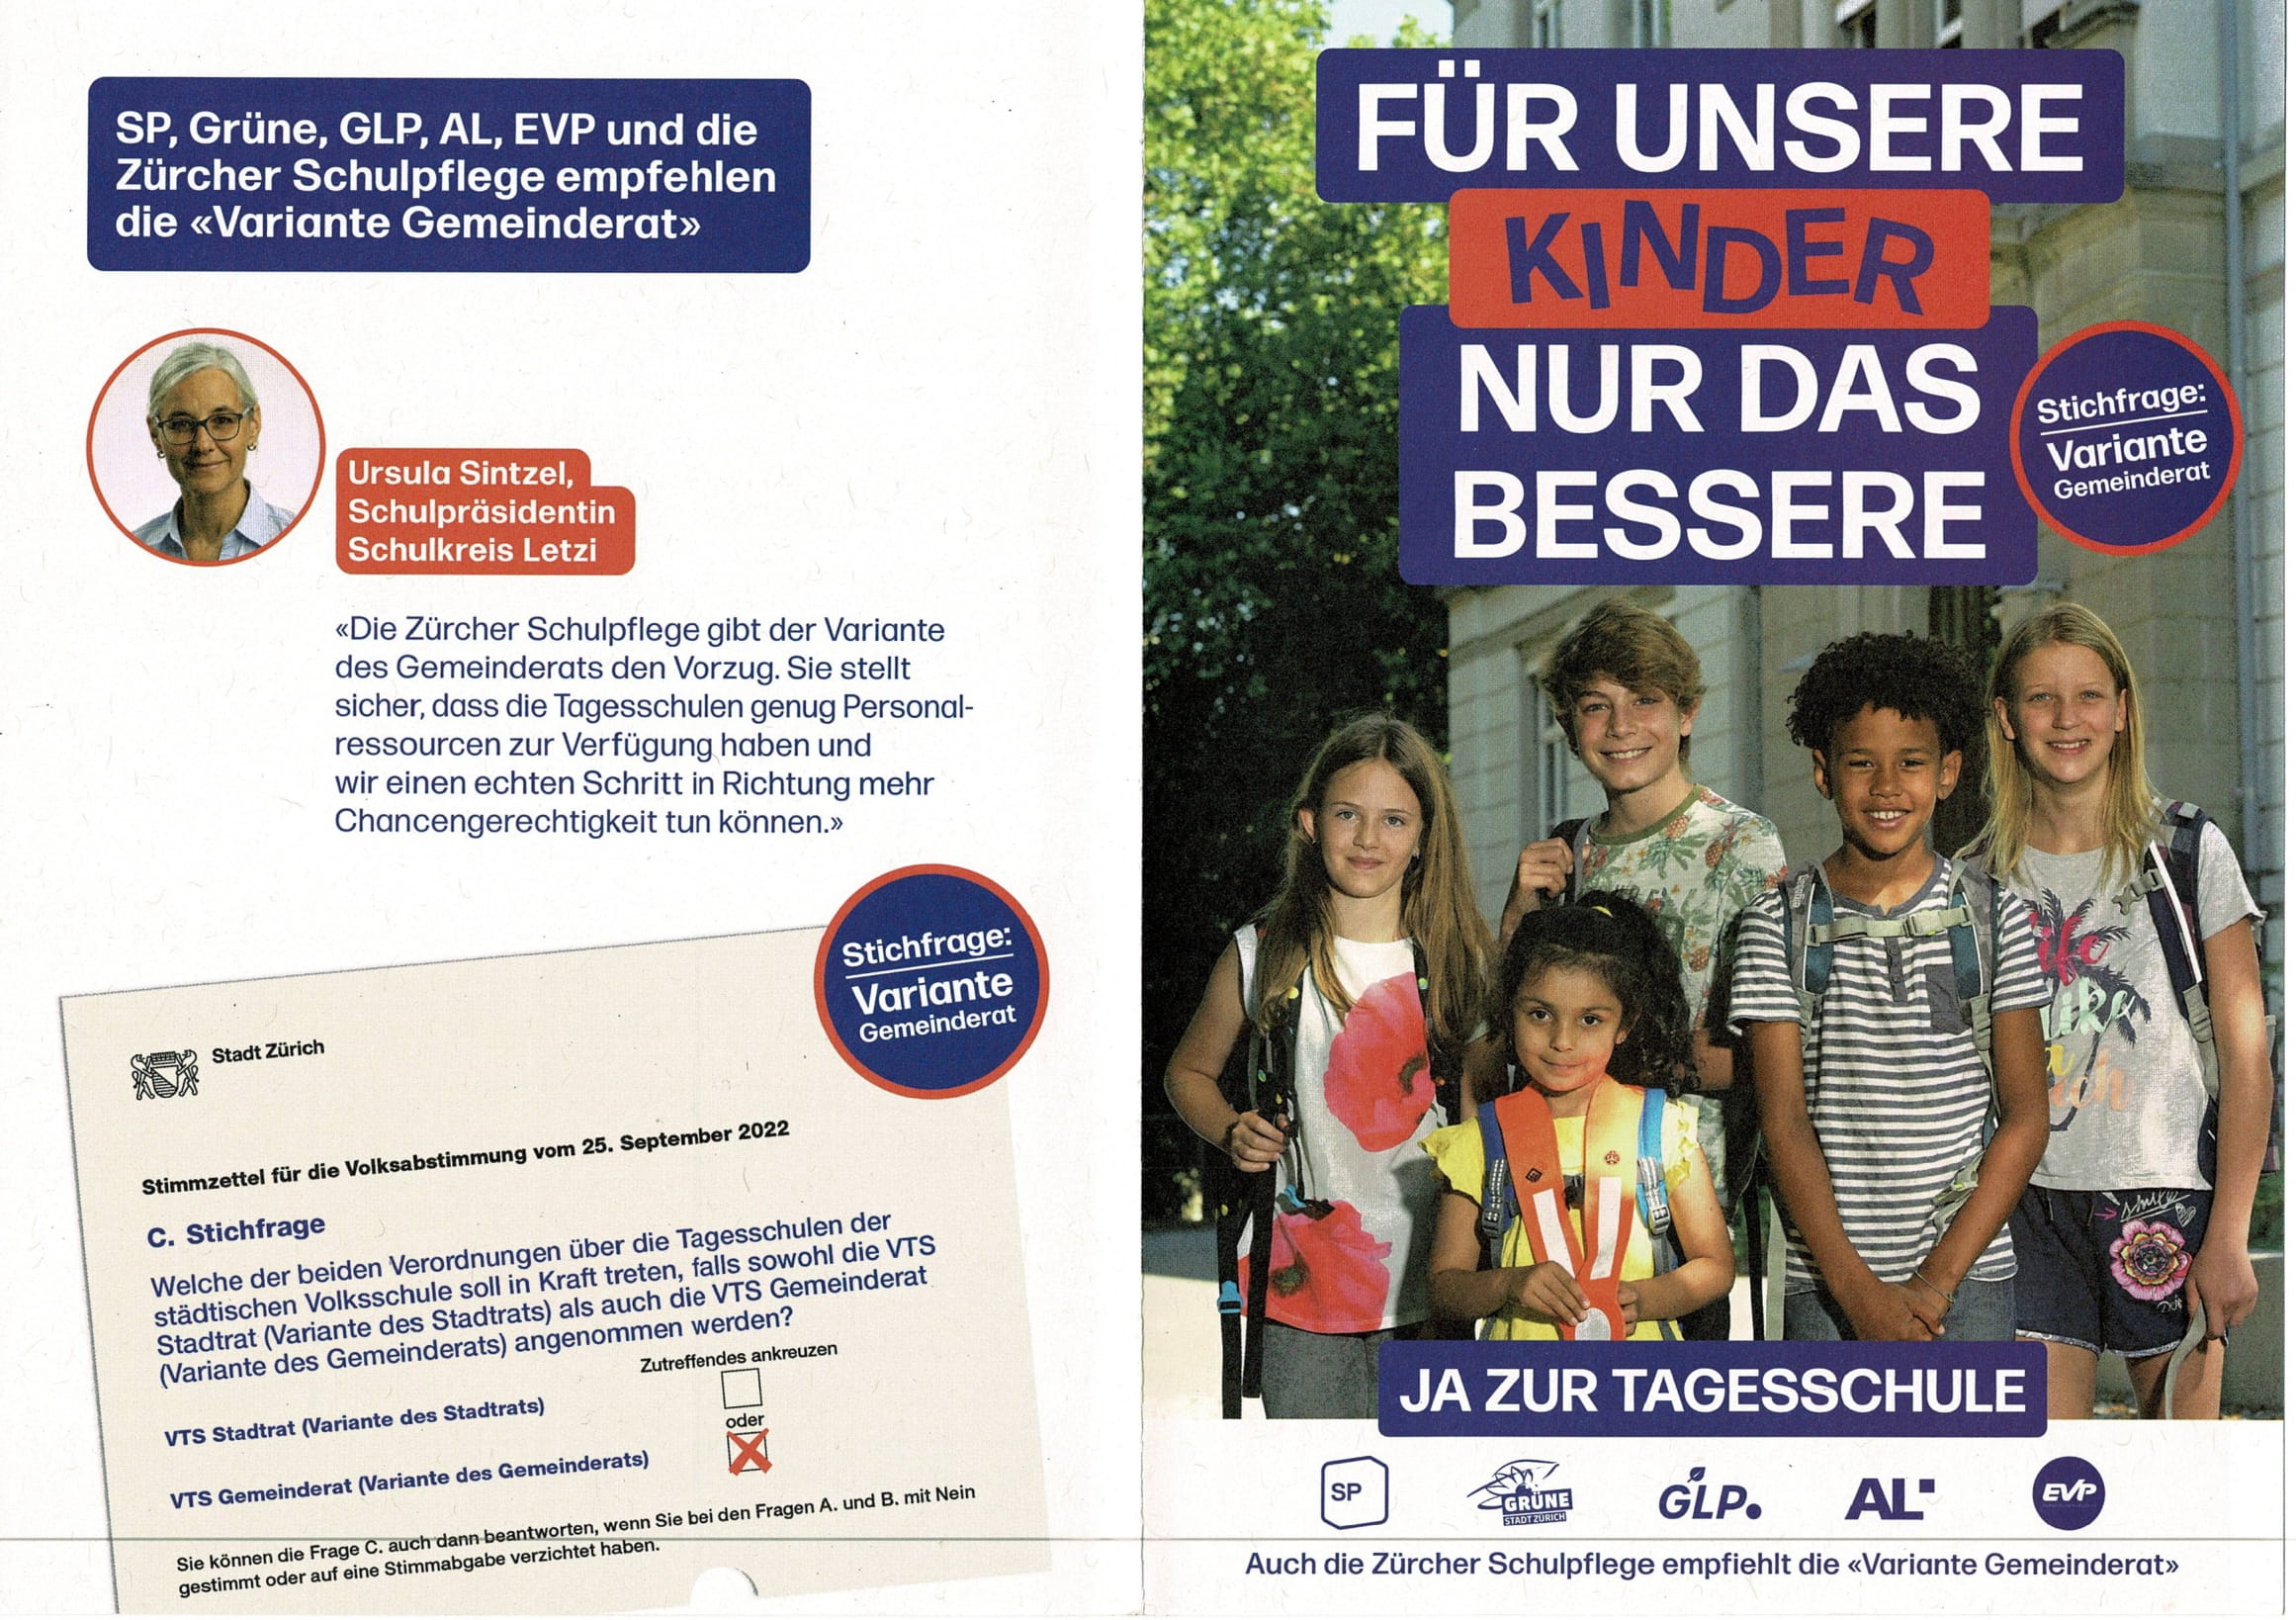 SP, Grüne, GLP, AL, EVP und die
Zürcher Schulpflege empfehlen
die «Variante Gemeinderat»
Ursula Sintzel,
Schulpräsidentin
Schulkreis Letzi
«Die Zürcher Schulpflege gibt der Variante
des Gemeinderats den Vorzug. Sie stellt
sicher, dass die Tagesschulen genug Personal-
ressourcen zur Verfügung haben und
wir einen echten Schritt in Richtung mehr
Chancengerechtigkeit tun können.»
Stichfrage:
Variante
Gemeinderat
Stadt Zürich
Stimmzettel für die Volksabstimmung vom 25. September 2022
C. Stichfrage
Welche der beiden Verordnungen über die Tagesschulen der
städtischen Volksschule soll in Kraft treten, falls sowohl die VTS
Stadtrat (Variante des Stadtrats) als auch die VTS Gemeinderat
(Variante des Gemeinderats) angenommen werden?
Zutreffendes ankreuzen
VTS Stadtrat (Variante des Stadtrats)
oder
VTS Gemeinderat (Variante des Gemeinderats)
Sie können die Frage C. auch dann beantworten, wenn Sie bei den Fragen A. und B. mit Nein
gestimmt oder auf eine Stimmabgabe verzichtet haben.
FÜR UNSERE
KINDER
NUR DAS
BESSERE
Stichfrage:
Variante
Gemeinderat
JA ZUR TAGESSCHULE
SP
GRÜNE
STADT ZÜRICH
GLP.
AL
EVP
Auch die Zürcher Schulpflege empfiehlt die «Variante Gemeinderat»